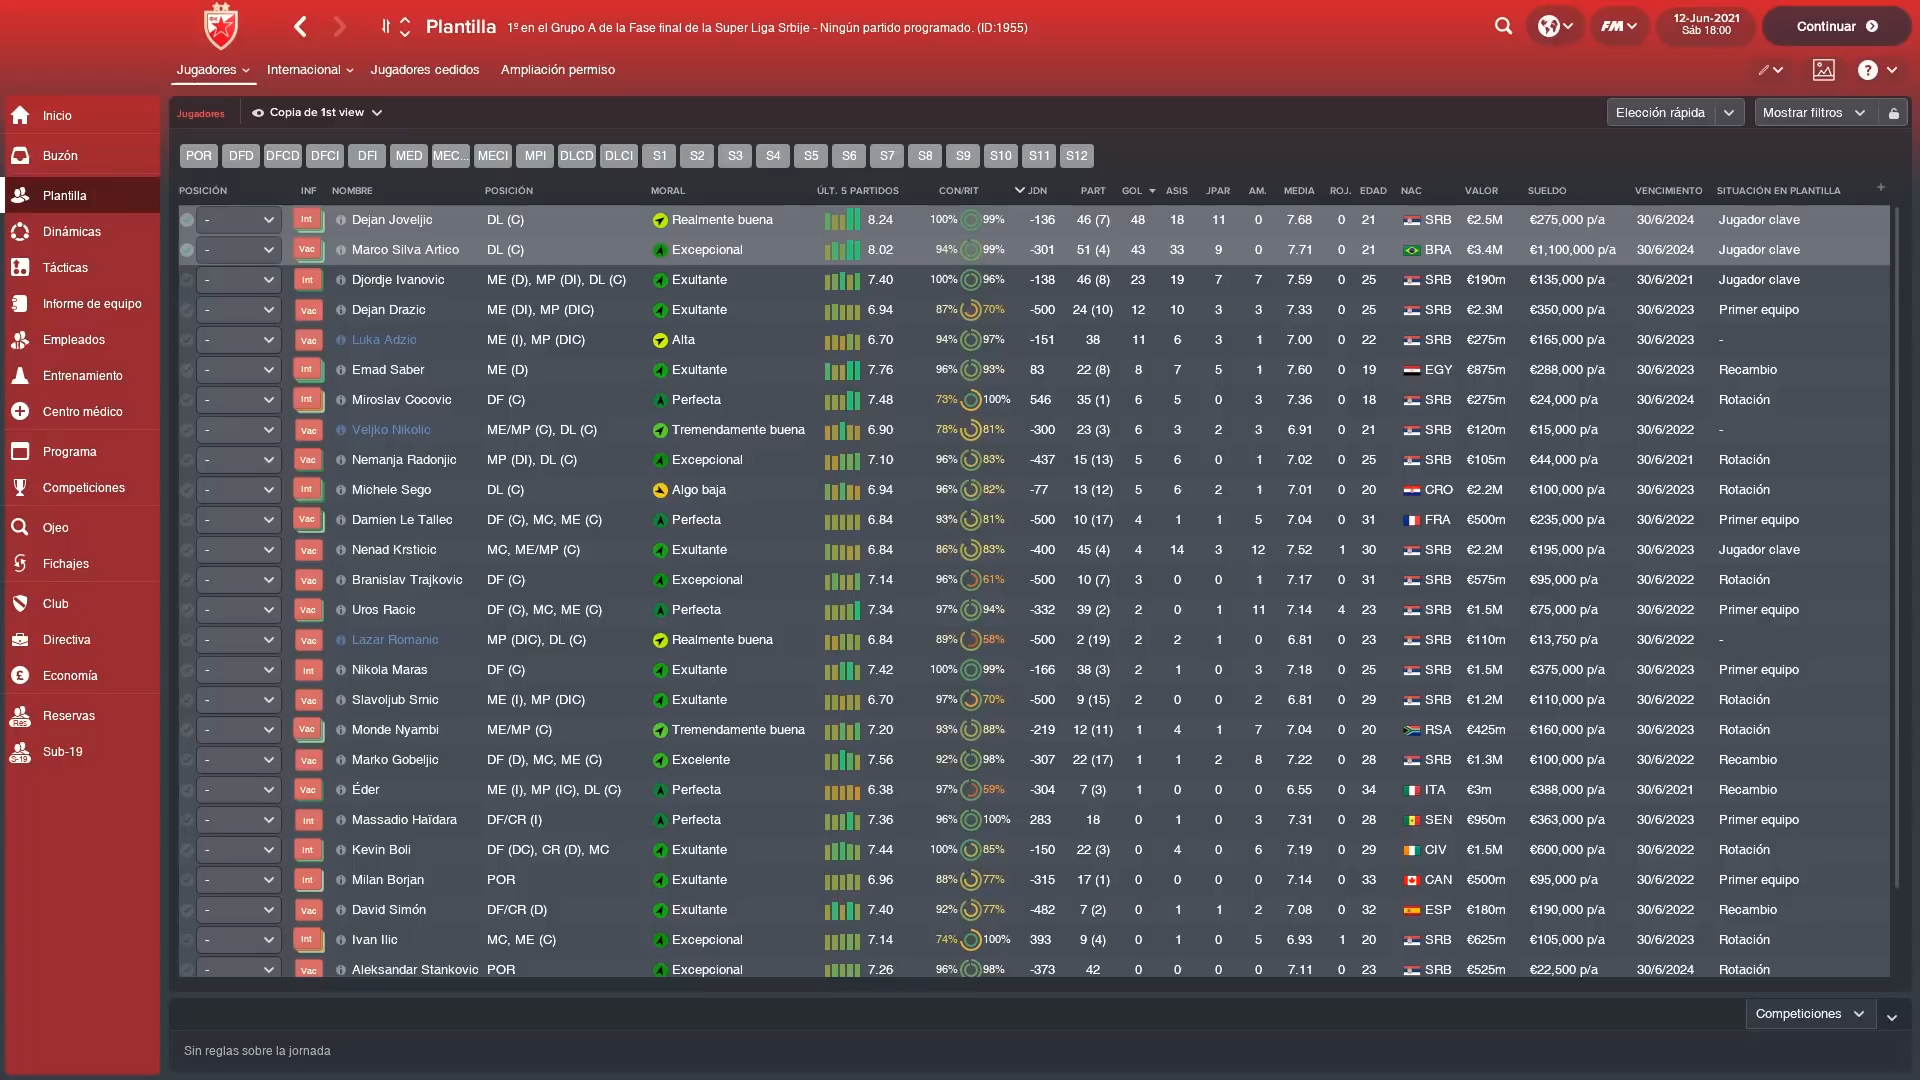 Plantilla 1º en el Grupo A de la Fase final de la Super Liga Srbije - Ningún partido programado. (ID:1955)
FM
12-Jun-2021
Sáb 18:00
Continuar
Jugadores Internacional Jugadores cedidos Ampliación permiso
Inicio
Buzón
Plantilla
Dinámicas
Tácticas
Informe de equipo
Empleados
Entrenamiento
Centro médico
Programa
Competiciones
Ojeo
Fichajes
Club
Directiva
Economía
Res Reservas
S-19 Sub-19
Jugadores Copia de 1st view Elección rápida Mostrar filtros
POR DFD DFCD DFCI DFI MED MEC... MECI MPI DLCD DLCI S1 S2 S3 S4 S5 S6 S7 S8 S9 S10 S11 S12
POSICIÓN INF NOMBRE POSICIÓN MORAL ÚLT. 5 PARTIDOS CON/RIT JDN PART GOL ASIS JPAR AM. MEDIA ROJ. EDAD NAC VALOR SUELDO VENCIMIENTO SITUACIÓN EN PLANTILLA
- Int Dejan Joveljic DL (C) Realmente buena 8.24 100% 99% -136 46 (7) 48 18 11 0 7.68 0 21 SRB €2.5M €275,000 p/a 30/6/2024 Jugador clave
- Vac Marco Silva Artico DL (C) Excepcional 8.02 94% 99% -301 51 (4) 43 33 9 0 7.71 0 21 BRA €3.4M €1,100,000 p/a 30/6/2024 Jugador clave
- Int Djordje Ivanovic ME (D), MP (DI), DL (C) Exultante 7.40 100% 96% -138 46 (8) 23 19 7 7 7.59 0 25 SRB €190m €135,000 p/a 30/6/2021 Jugador clave
- Vac Dejan Drazic ME (DI), MP (DIC) Exultante 6.94 87% 70% -500 24 (10) 12 10 3 3 7.33 0 25 SRB €2.3M €350,000 p/a 30/6/2023 Primer equipo
- Vac Luka Adzic ME (I), MP (DIC) Alta 6.70 94% 97% -151 38 11 6 3 1 7.00 0 22 SRB €275m €165,000 p/a 30/6/2023 -
- Int Emad Saber ME (D) Exultante 7.76 96% 93% 83 22 (8) 8 7 5 1 7.60 0 19 EGY €875m €288,000 p/a 30/6/2023 Recambio
- Int Miroslav Cocovic DF (C) Perfecta 7.48 73% 100% 546 35 (1) 6 5 0 3 7.36 0 18 SRB €275m €24,000 p/a 30/6/2024 Rotación
- Vac Veljko Nikolic ME/MP (C), DL (C) Tremendamente buena 6.90 78% 81% -300 23 (3) 6 3 2 3 6.91 0 21 SRB €120m €15,000 p/a 30/6/2022 -
- Vac Nemanja Radonjic MP (DI), DL (C) Excepcional 7.10 96% 83% -437 15 (13) 5 6 0 1 7.02 0 25 SRB €105m €44,000 p/a 30/6/2021 Rotación
- Int Michele Sego DL (C) Algo baja 6.94 96% 82% -77 13 (12) 5 6 2 1 7.01 0 20 CRO €2.2M €100,000 p/a 30/6/2023 Rotación
- Vac Damien Le Tallec DF (C), MC, ME (C) Perfecta 6.84 93% 81% -500 10 (17) 4 1 1 5 7.04 0 31 FRA €500m €235,000 p/a 30/6/2022 Primer equipo
- Vac Nenad Krsticic MC, ME/MP (C) Exultante 6.84 86% 83% -400 45 (4) 4 14 3 12 7.52 1 30 SRB €2.2M €195,000 p/a 30/6/2023 Jugador clave
- Vac Branislav Trajkovic DF (C) Excepcional 7.14 96% 61% -500 10 (7) 3 0 0 1 7.17 0 31 SRB €575m €95,000 p/a 30/6/2022 Rotación
- Vac Uros Racic DF (C), MC, ME (C) Perfecta 7.34 97% 94% -332 39 (2) 2 0 1 11 7.14 4 23 SRB €1.5M €75,000 p/a 30/6/2022 Primer equipo
- Vac Lazar Romanic MP (DIC), DL (C) Realmente buena 6.84 89% 58% -500 2 (19) 2 2 1 0 6.81 0 23 SRB €110m €13,750 p/a 30/6/2022 -
- Int Nikola Maras DF (C) Exultante 7.42 100% 99% -166 38 (3) 2 1 0 3 7.18 0 25 SRB €1.5M €375,000 p/a 30/6/2023 Primer equipo
- Vac Slavoljub Srnic ME (I), MP (DIC) Exultante 6.70 97% 70% -500 9 (15) 2 0 0 2 6.81 0 29 SRB €1.2M €110,000 p/a 30/6/2022 Rotación
- Vac Monde Nyambi ME/MP (C) Tremendamente buena 7.20 93% 88% -219 12 (11) 1 4 1 7 7.04 0 20 RSA €425m €160,000 p/a 30/6/2023 Rotación
- Vac Marko Gobeljic DF (D), MC, ME (C) Excelente 7.56 92% 98% -307 22 (17) 1 1 2 8 7.22 0 28 SRB €1.3M €100,000 p/a 30/6/2022 Recambio
- Vac Éder ME (I), MP (IC), DL (C) Perfecta 6.38 97% 59% -304 7 (3) 1 0 0 0 6.55 0 34 ITA €3m €388,000 p/a 30/6/2021 Recambio
- Int Massadio Haïdara DF/CR (I) Perfecta 7.36 96% 100% 283 18 0 1 0 3 7.31 0 28 SEN €950m €363,000 p/a 30/6/2023 Primer equipo
- Int Kevin Boli DF (DC), CR (D), MC Exultante 7.44 100% 85% -150 22 (3) 0 4 0 6 7.19 0 29 CIV €1.5M €600,000 p/a 30/6/2022 Rotación
- Int Milan Borjan POR Exultante 6.96 88% 77% -315 17 (1) 0 0 0 0 7.14 0 33 CAN €500m €95,000 p/a 30/6/2022 Primer equipo
- Vac David Simón DF/CR (D) Exultante 7.40 92% 77% -482 7 (2) 0 1 1 2 7.08 0 32 ESP €180m €190,000 p/a 30/6/2022 Recambio
- Int Ivan Ilic MC, ME (C) Excepcional 7.14 74% 100% 393 9 (4) 0 1 0 5 6.93 1 20 SRB €625m €105,000 p/a 30/6/2023 Rotación
- Vac Aleksandar Stankovic POR Excepcional 7.26 96% 98% -373 42 0 0 0 0 7.11 0 23 SRB €525m €22,500 p/a 30/6/2024 Rotación
Competiciones
Sin reglas sobre la jornada